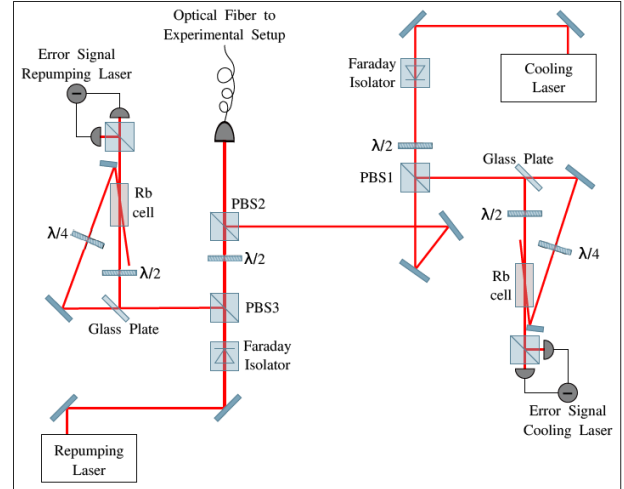 Optical Fiber to
Experimental Setup
Error Signal
Repumping Laser
Faraday
Isolator
Cooling
Laser
λ/2
PBS1
Glass Plate
Rb
cell
PBS2
λ/4
λ/2
λ/2
λ/2
λ/4
Rb
cell
PBS3
Glass Plate
Faraday
Isolator
Error Signal
Cooling Laser
Repumping
Laser